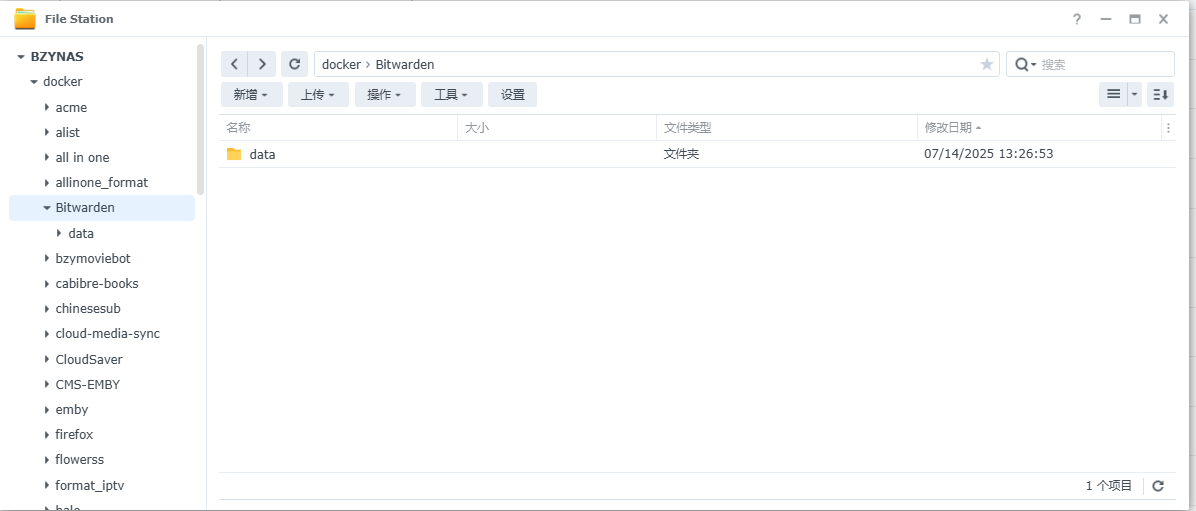 File Station
BZYNAS
docker
acme
alist
all in one
allinone_format
Bitwarden
data
bzymoviebot
cabibre-books
chinesesub
cloud-media-sync
CloudSaver
CMS-EMBY
emby
firefox
flowerss
format_iptv
halo
docker › Bitwarden
搜索
新增 上传 操作 工具 设置
名称 大小 文件类型 修改日期
data 文件夹 07/14/2025 13:26:53
1 个项目